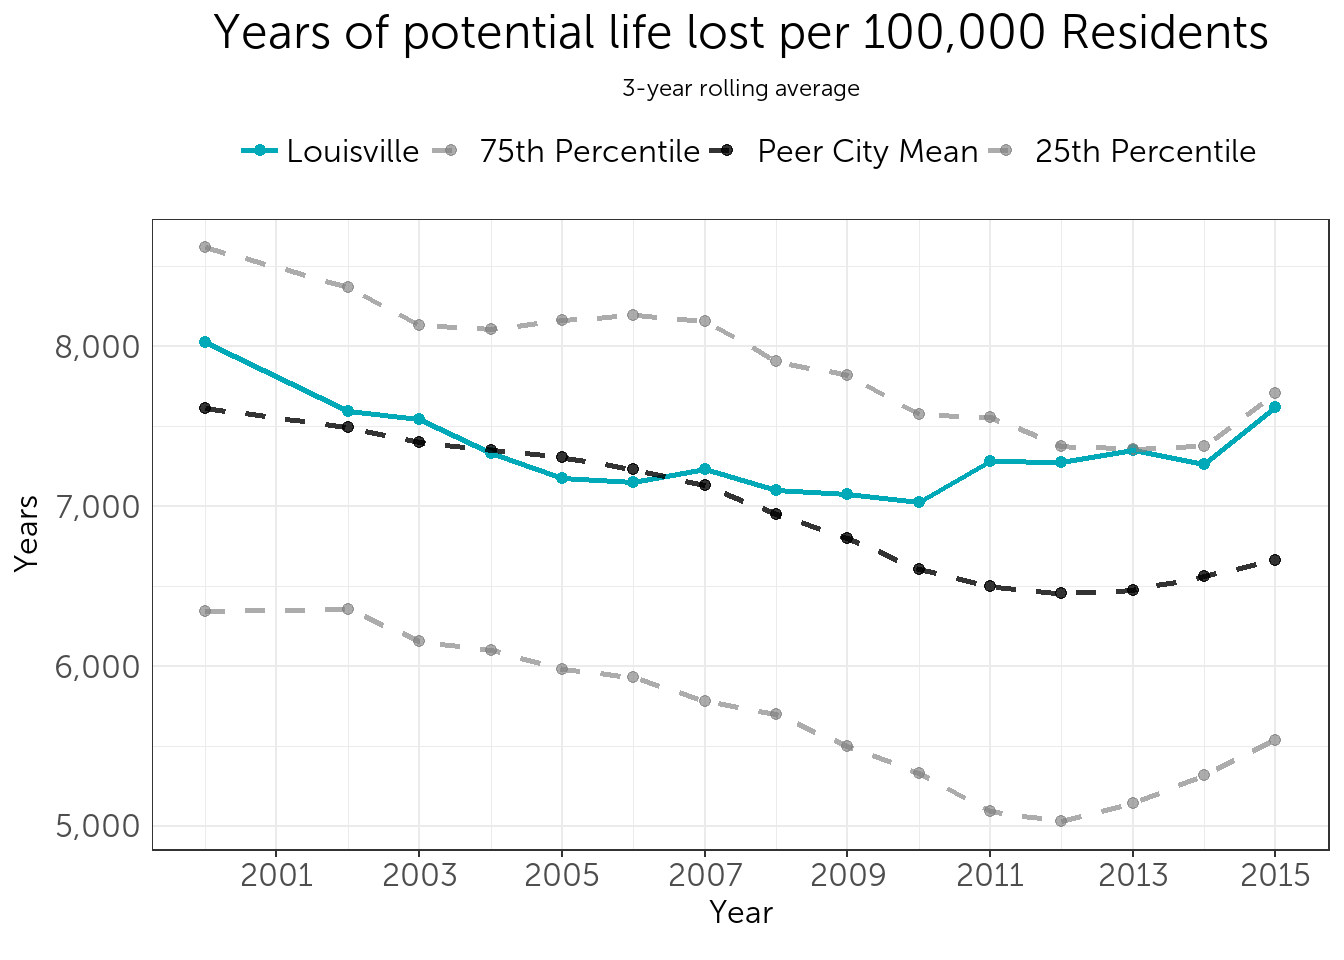 Years of potential life lost per 100,000 Residents
3-year rolling average
Louisville 75th Percentile Peer City Mean 25th Percentile
8,000
7,000
6,000
5,000
Years
2001 2003 2005 2007 2009 2011 2013 2015
Year